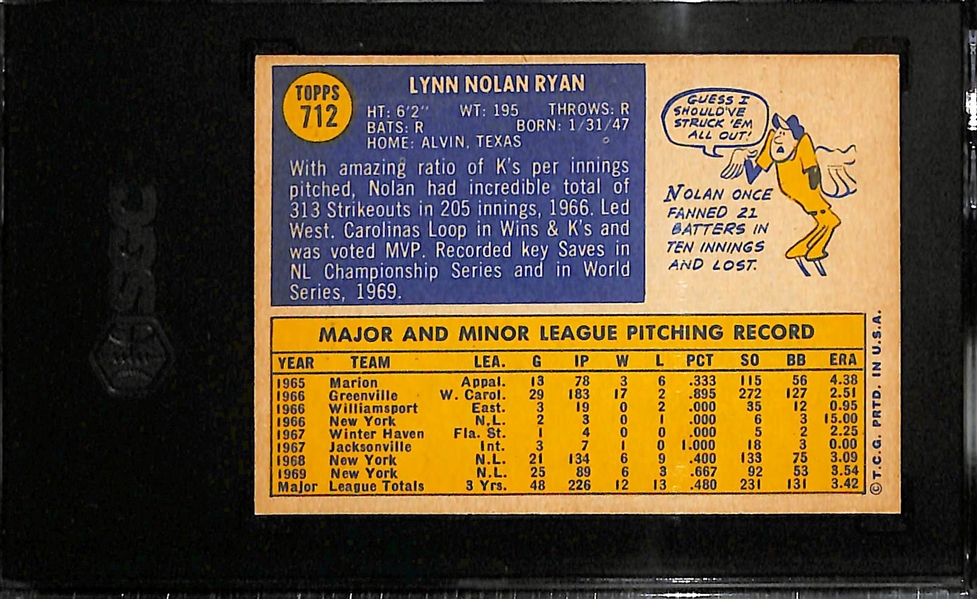 SGC
TOPPS
712
LYNN NOLAN RYAN
HT: 6'2" WT: 195 THROWS: R
BATS: R BORN: 1/31/47
HOME: ALVIN, TEXAS
With amazing ratio of K's per innings
pitched, Nolan had incredible total of
313 Strikeouts in 205 innings, 1966. Led
West. Carolinas Loop in Wins & K's and
was voted MVP. Recorded key Saves in
NL Championship Series and in World
Series, 1969.
GUESS I
SHOULD'VE
STRUCK 'EM
ALL OUT!
NOLAN ONCE
FANNED 21
BATTERS IN
TEN INNINGS
AND LOST.
MAJOR AND MINOR LEAGUE PITCHING RECORD
YEAR TEAM LEA. G IP W L PCT SO BB ERA
1965 Marion Appal. 13 78 3 6 .333 115 56 4.38
1966 Greenville W. Carol. 29 183 17 2 .895 272 127 2.51
1966 Williamsport East. 3 19 0 2 .000 35 12 0.95
1966 New York N.L. 2 3 0 1 .000 6 3 15.00
1967 Winter Haven Fla. St. 1 4 0 0 .000 5 2 2.25
1967 Jacksonville Int. 3 7 1 0 1.000 18 3 0.00
1968 New York N.L. 21 134 6 9 .400 133 75 3.09
1969 New York N.L. 25 89 6 3 .667 92 53 3.54
Major League Totals 3 Yrs. 48 226 12 13 .480 231 131 3.42
© T.C.G. PRTD. IN U.S.A.